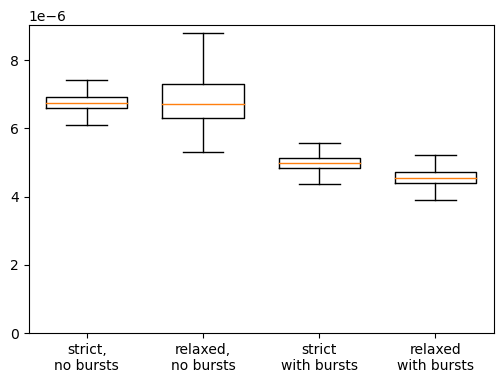 1e−6
8
6
4
2
0
strict,
no bursts
relaxed,
no bursts
strict
with bursts
relaxed
with bursts